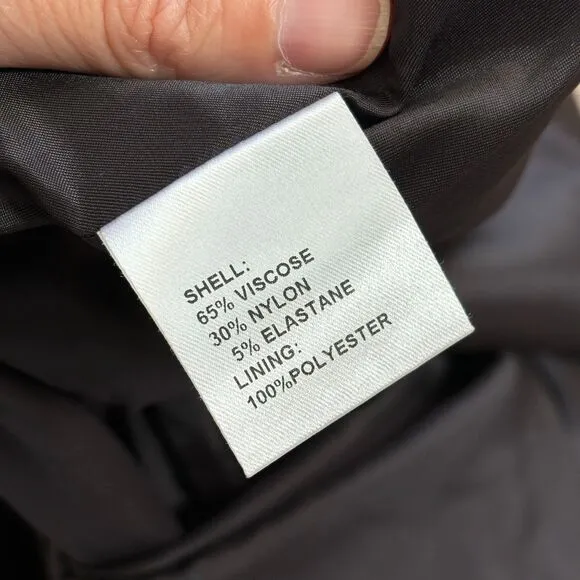 SHELL:
65% VISCOSE
30% NYLON
5% ELASTANE
LINING:
100%POLYESTER